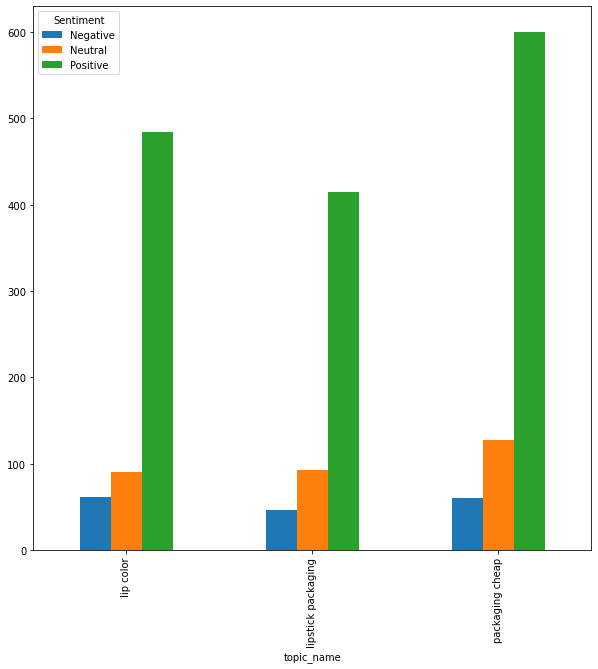 Sentiment
Negative
Neutral
Positive
600
500
400
300
200
100
0
lip color
lipstick packaging
packaging cheap
topic_name